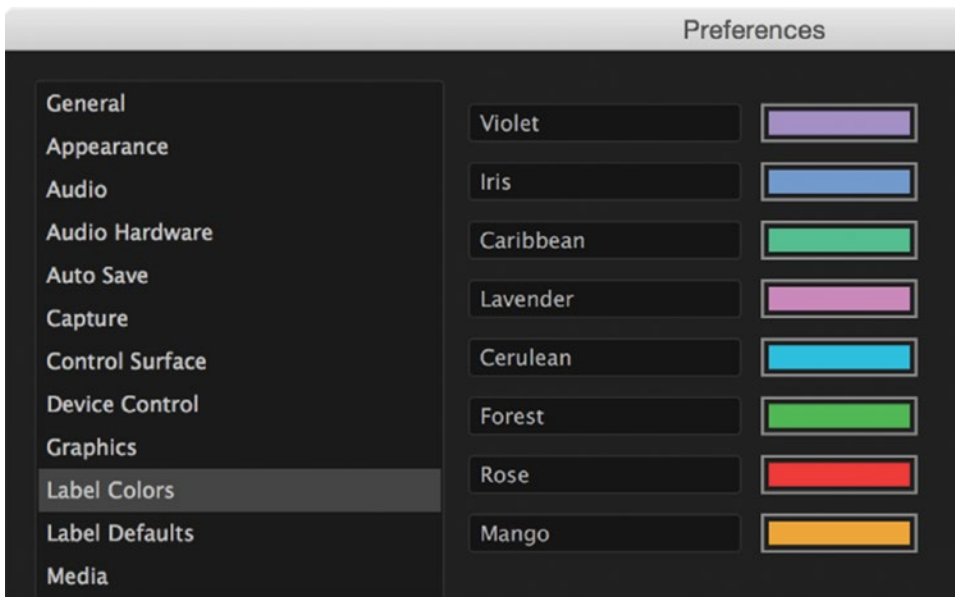 Preferences
General
Appearance
Audio
Audio Hardware
Auto Save
Capture
Control Surface
Device Control
Graphics
Label Colors
Label Defaults
Media
Violet
Iris
Caribbean
Lavender
Cerulean
Forest
Rose
Mango